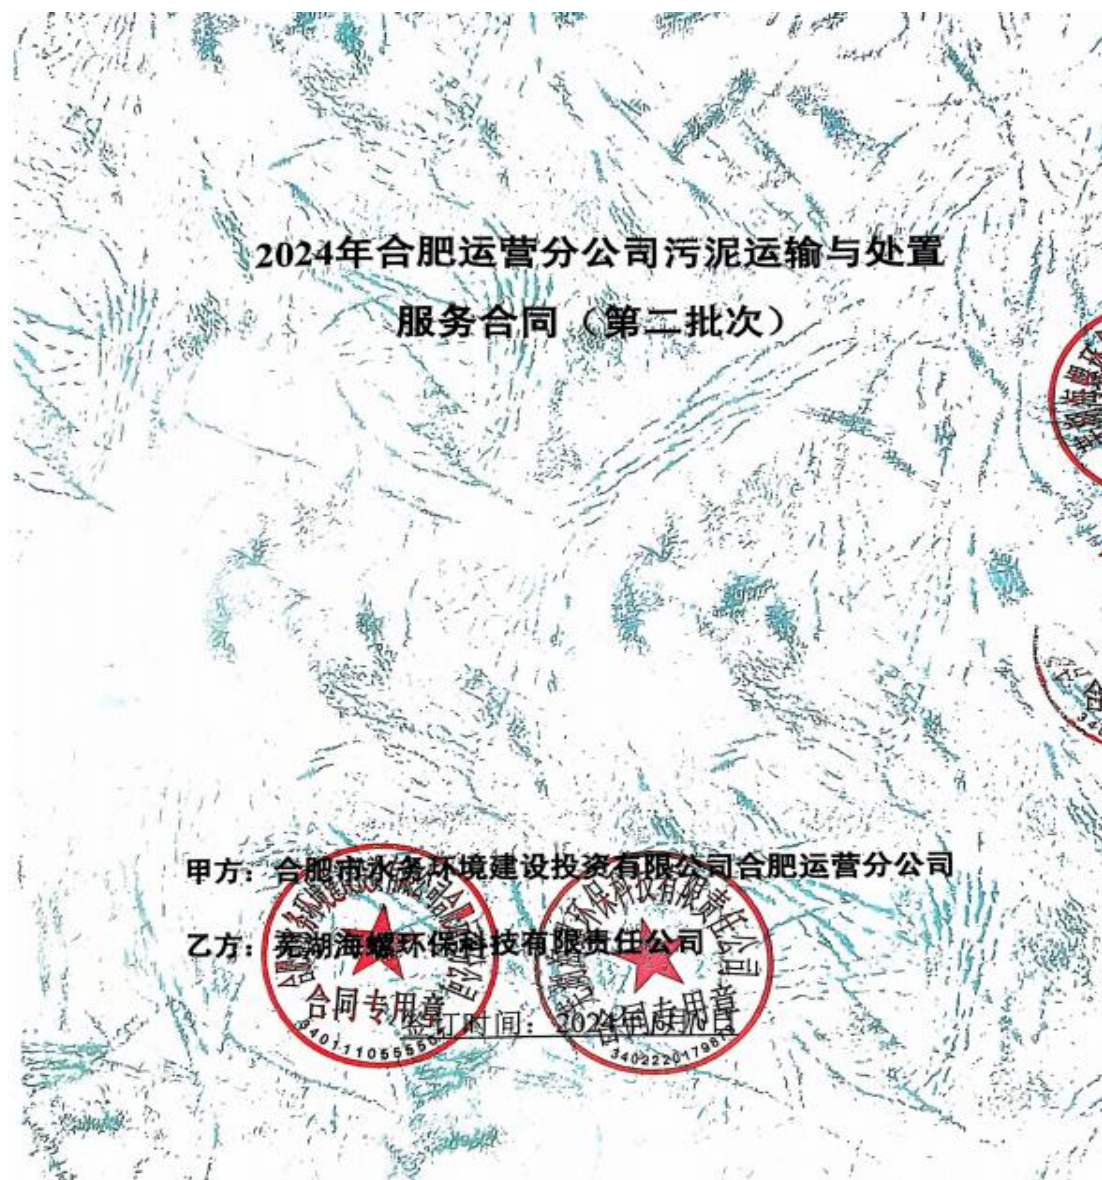 2024年合肥运营分公司污泥运输与处置
服务合同（第二批次）
甲方：合肥市水务环境建设投资有限公司合肥运营分公司
乙方：芜湖海螺环保科技有限责任公司
合同专用章
合同专用章
签订时间：2024年6月